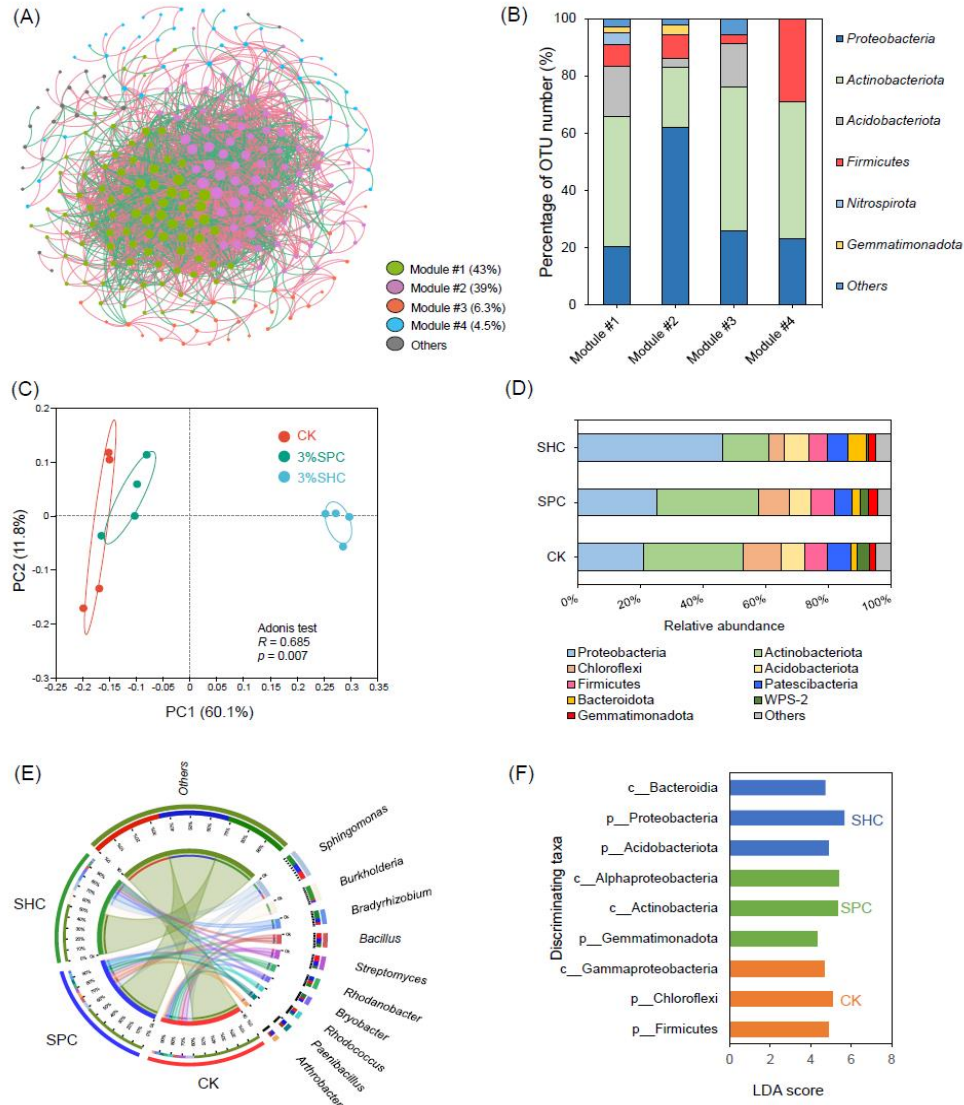 (A)
Module #1 (43%)
Module #2 (39%)
Module #3 (6.3%)
Module #4 (4.5%)
Others
(B)
Percentage of OTU number (%)
100
80
60
40
20
0
Module #1
Module #2
Module #3
Module #4
Proteobacteria
Actinobacteriota
Acidobacteriota
Firmicutes
Nitrospirota
Gemmatimonadota
Others
(C)
PC2 (11.8%)
0.2
0.1
0
-0.1
-0.2
-0.3
CK
3%SPC
3%SHC
Adonis test
R = 0.685
p = 0.007
-0.25
-0.2
-0.15
-0.1
-0.05
0
0.05
0.1
0.15
0.2
0.25
0.3
0.35
PC1 (60.1%)
(D)
SHC
SPC
CK
0%
20%
40%
60%
80%
100%
Relative abundance
Proteobacteria
Actinobacteriota
Chloroflexi
Acidobacteriota
Firmicutes
Patescibacteria
Bacteroidota
WPS-2
Gemmatimonadota
Others
(E)
Others
Sphingomonas
Burkholderia
Bradyrhizobium
Bacillus
Streptomyces
Rhodanobacter
Bryobacter
Rhodococcus
Paenibacillus
Arthrobacter
SHC
SPC
CK
(F)
Discriminating taxa
c__Bacteroidia
p__Proteobacteria
p__Acidobacteriota
c__Alphaproteobacteria
c__Actinobacteria
p__Gemmatimonadota
c__Gammaproteobacteria
p__Chloroflexi
p__Firmicutes
SHC
SPC
CK
0
2
4
6
8
LDA score